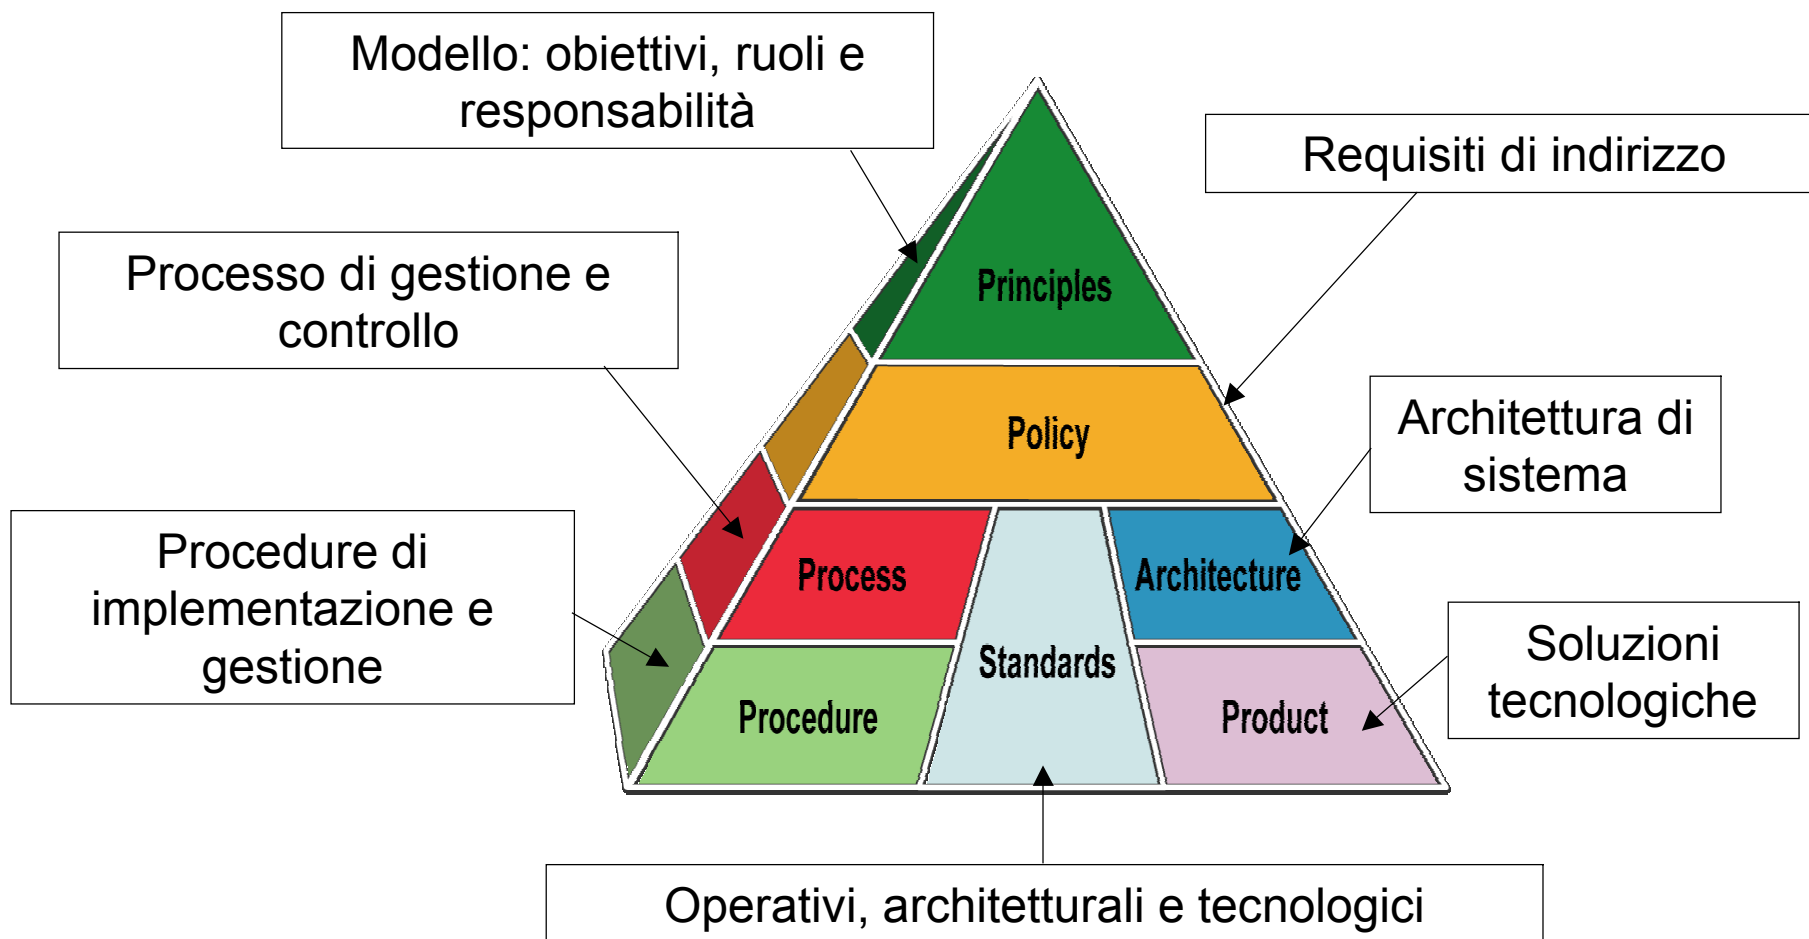 Modello: obiettivi, ruoli e
responsabilità
Requisiti di indirizzo
Processo di gestione e
controllo
Principles
Architettura di
sistema
Policy
Procedure di
implementazione e
gestione
Process
Architecture
Standards
Soluzioni
tecnologiche
Procedure
Product
Operativi, architetturali e tecnologici